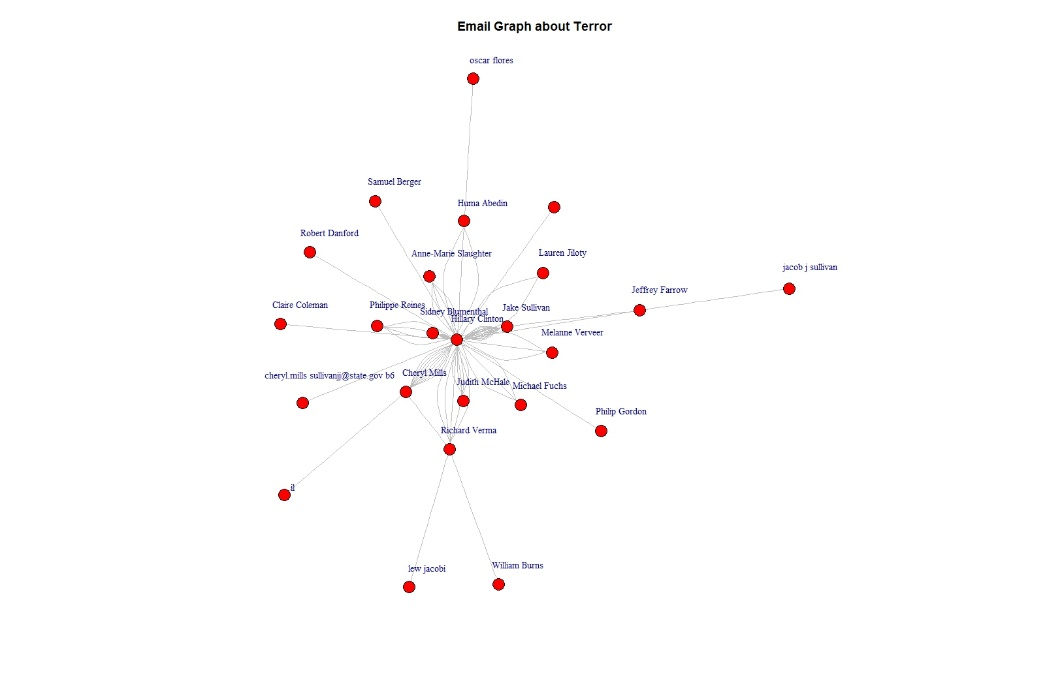 Email Graph about Terror
oscar flores
Samuel Berger
Huma Abedin
Robert Danford
Anne-Marie Slaughter
Lauren Jiloty
jacob j sullivan
Jeffrey Farrow
Claire Coleman
Philippe Reines
Sidney Blumenthal
Jake Sullivan
Hillary Clinton
Melanne Verveer
cheryl.mills sullivanjj@state.gov b6
Cheryl Mills
Judith McHale
Michael Fuchs
Philip Gordon
Richard Verma
lew jacobi
William Burns